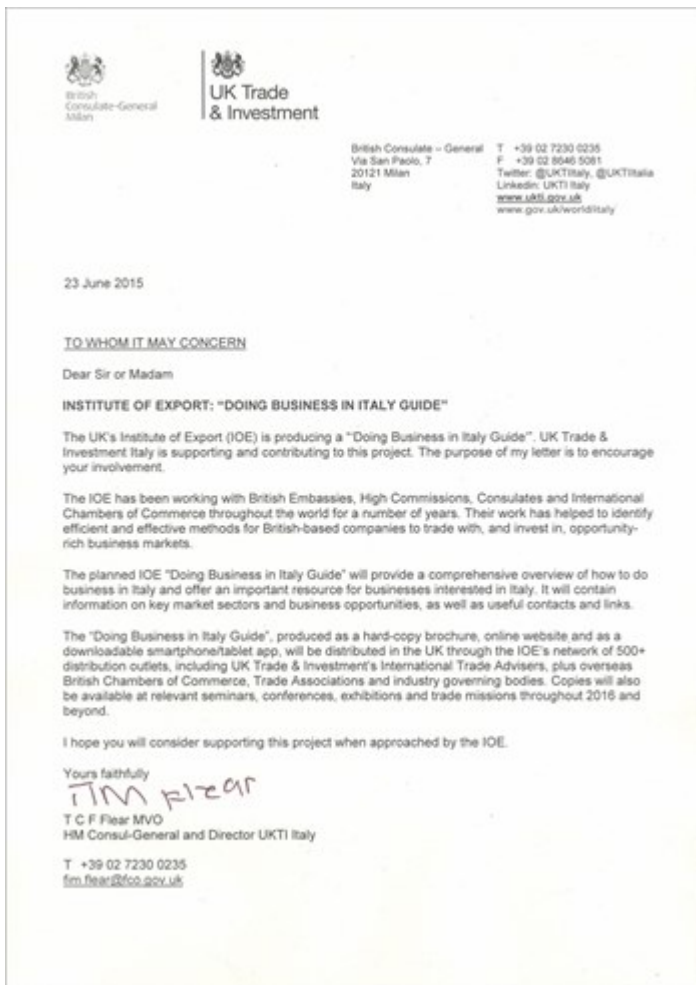 British
Consulate-General
Milan
UK Trade
& Investment
British Consulate – General
Via San Paolo, 7
20121 Milan
Italy
T +39 02 7230 0235
F +39 02 8646 5081
Twitter: @UKTIItaly, @UKTIItalia
Linkedin: UKTI Italy
www.ukti.gov.uk
www.gov.uk/world/italy
23 June 2015
TO WHOM IT MAY CONCERN
Dear Sir or Madam
INSTITUTE OF EXPORT: "DOING BUSINESS IN ITALY GUIDE"
The UK's Institute of Export (IOE) is producing a "'Doing Business in Italy Guide'". UK Trade &
Investment Italy is supporting and contributing to this project. The purpose of my letter is to encourage
your involvement.
The IOE has been working with British Embassies, High Commissions, Consulates and International
Chambers of Commerce throughout the world for a number of years. Their work has helped to identify
efficient and effective methods for British-based companies to trade with, and invest in, opportunity-
rich business markets.
The planned IOE "Doing Business in Italy Guide" will provide a comprehensive overview of how to do
business in Italy and offer an important resource for businesses interested in Italy. It will contain
information on key market sectors and business opportunities, as well as useful contacts and links.
The "Doing Business in Italy Guide", produced as a hard-copy brochure, online website and as a
downloadable smartphone/tablet app, will be distributed in the UK through the IOE's network of 500+
distribution outlets, including UK Trade & Investment's International Trade Advisers, plus overseas
British Chambers of Commerce, Trade Associations and industry governing bodies. Copies will also
be available at relevant seminars, conferences, exhibitions and trade missions throughout 2016 and
beyond.
I hope you will consider supporting this project when approached by the IOE.
Yours faithfully
Tim Flear
T C F Flear MVO
HM Consul-General and Director UKTI Italy
T +39 02 7230 0235
tim.flear@fco.gov.uk